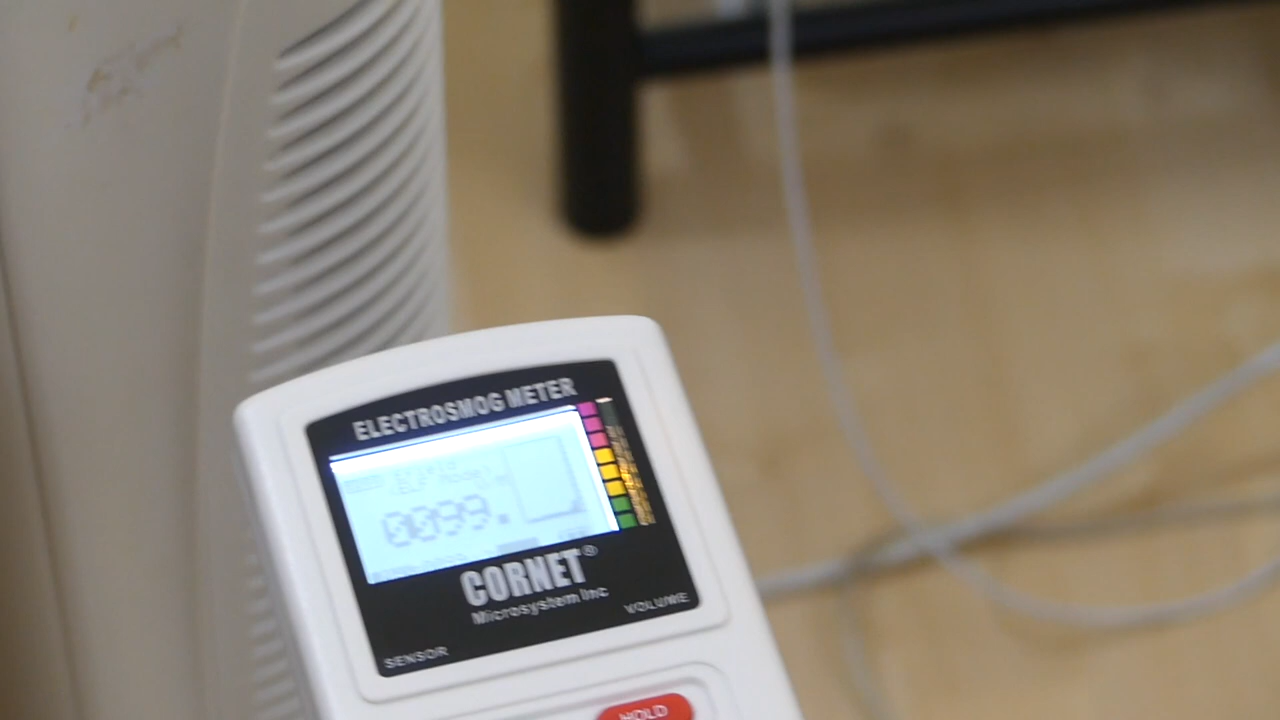 ELECTROSMOG METER
0099.
CORNET®
Microsystem Inc
SENSOR
VOLUME
HOLD